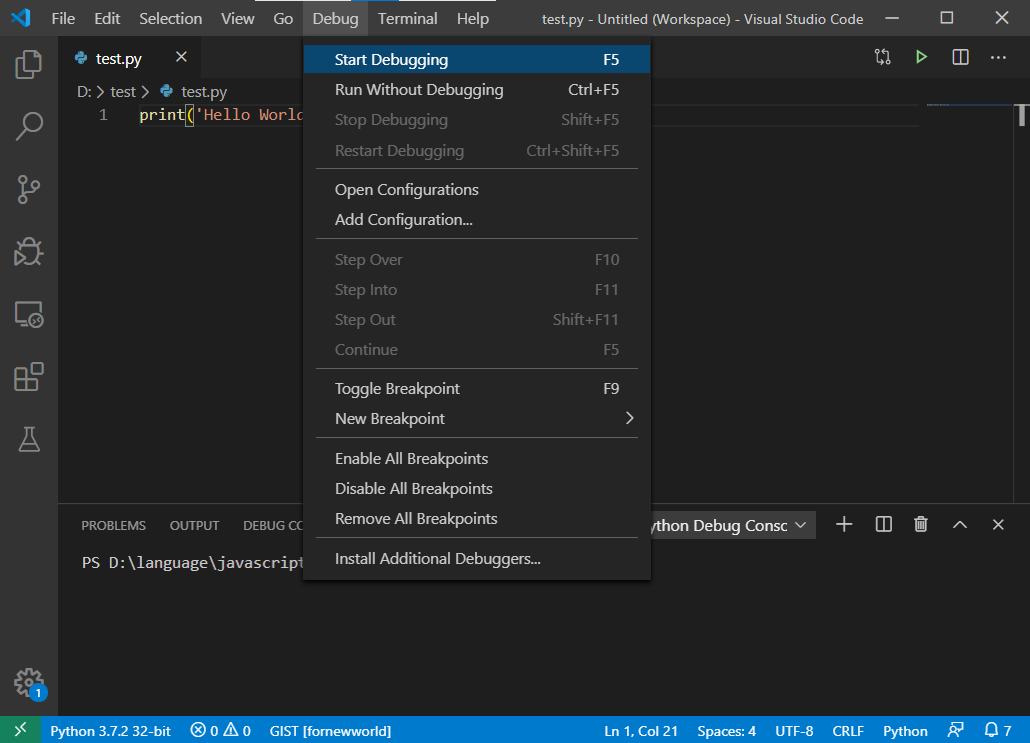 File Edit Selection View Go Debug Terminal Help test.py - Untitled (Workspace) - Visual Studio Code
test.py
D: > test > test.py
1 print('Hello World
Start Debugging F5
Run Without Debugging Ctrl+F5
Stop Debugging Shift+F5
Restart Debugging Ctrl+Shift+F5
Open Configurations
Add Configuration...
Step Over F10
Step Into F11
Step Out Shift+F11
Continue F5
Toggle Breakpoint F9
New Breakpoint
Enable All Breakpoints
Disable All Breakpoints
Remove All Breakpoints
Install Additional Debuggers...
PROBLEMS OUTPUT DEBUG CO ython Debug Consc
PS D:\language\javascript
1
Python 3.7.2 32-bit 0 0 GIST [fornewworld] Ln 1, Col 21 Spaces: 4 UTF-8 CRLF Python 7